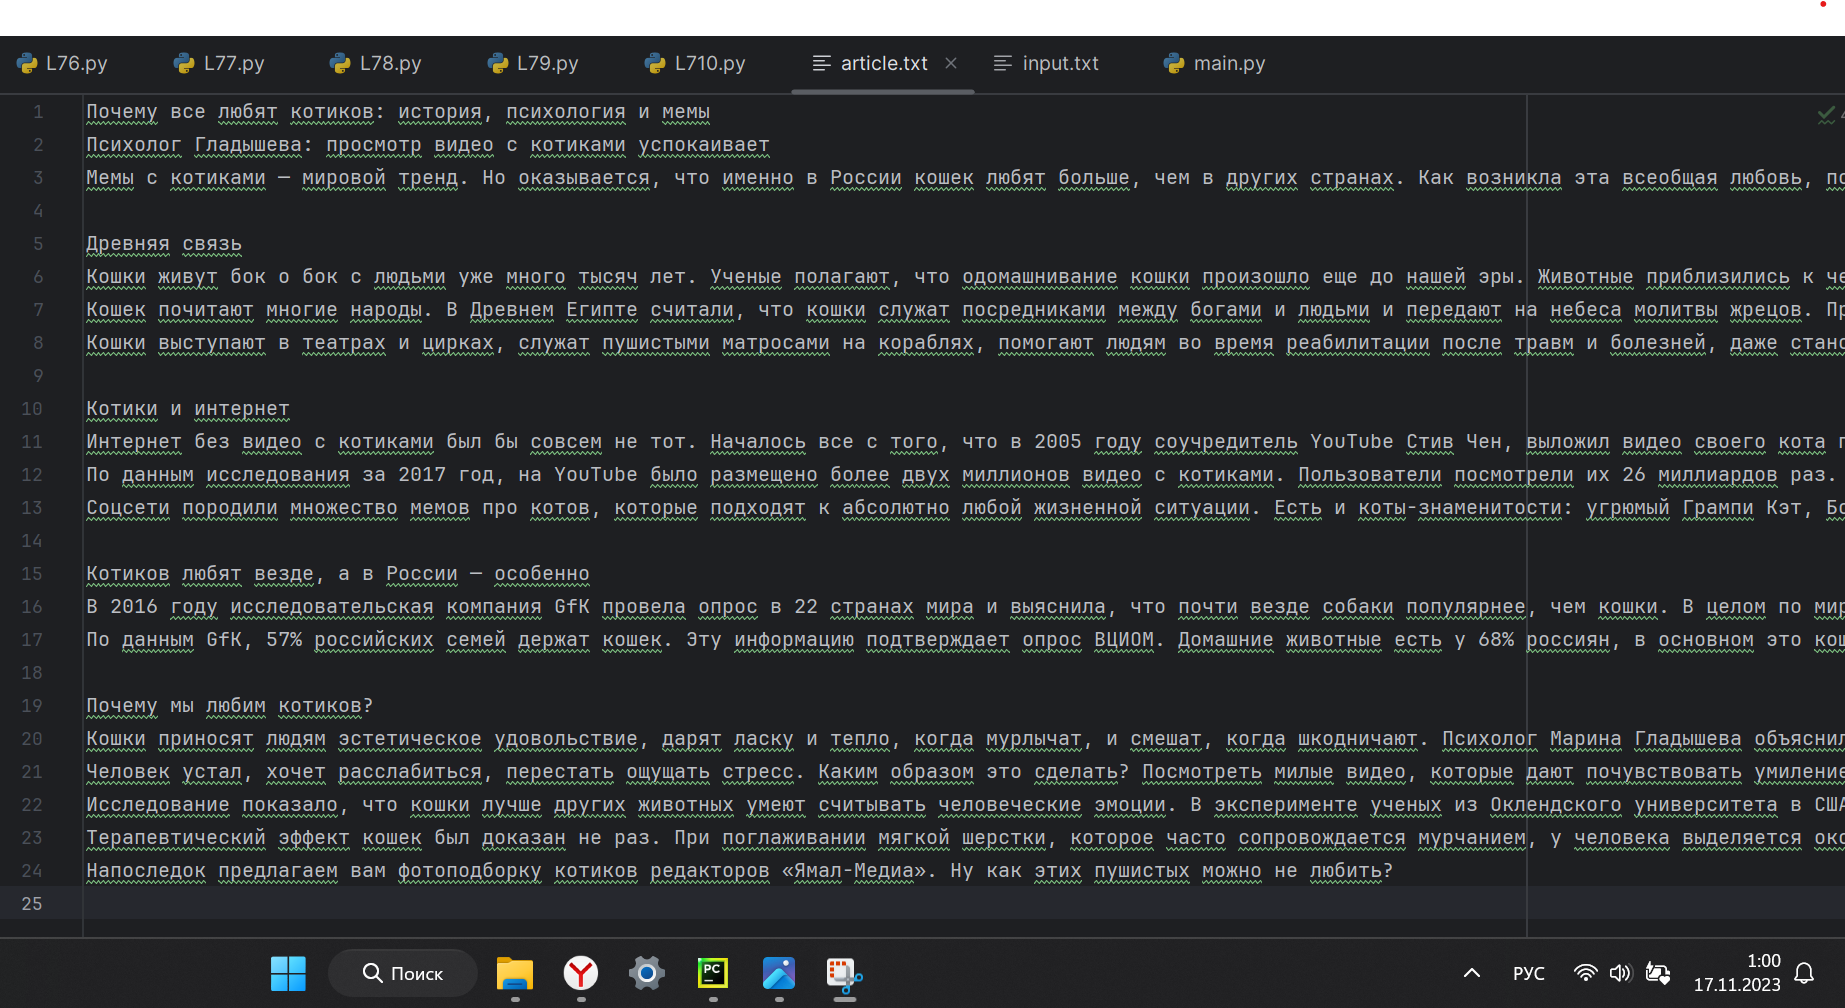 L76.py L77.py L78.py L79.py L710.py article.txt input.txt main.py
1 Почему все любят котиков: история, психология и мемы
2 Психолог Гладышева: просмотр видео с котиками успокаивает
3 Мемы с котиками — мировой тренд. Но оказывается, что именно в России кошек любят больше, чем в других странах. Как возникла эта всеобщая любовь,
4
5 Древняя связь
6 Кошки живут бок о бок с людьми уже много тысяч лет. Ученые полагают, что одомашнивание кошки произошло еще до нашей эры. Животные приблизились к
7 Кошек почитают многие народы. В Древнем Египте считали, что кошки служат посредниками между богами и людьми и передают на небеса молитвы жрецов.
8 Кошки выступают в театрах и цирках, служат пушистыми матросами на кораблях, помогают людям во время реабилитации после травм и болезней, даже
9
10 Котики и интернет
11 Интернет без видео с котиками был бы совсем не тот. Началось все с того, что в 2005 году соучредитель YouTube Стив Чен, выложил видео своего кота
12 По данным исследования за 2017 год, на YouTube было размещено более двух миллионов видео с котиками. Пользователи посмотрели их 26 миллиардов раз.
13 Соцсети породили множество мемов про котов, которые подходят к абсолютно любой жизненной ситуации. Есть и коты-знаменитости: угрюмый Грампи Кэт,
14
15 Котиков любят везде, а в России — особенно
16 В 2016 году исследовательская компания GfK провела опрос в 22 странах мира и выяснила, что почти везде собаки популярнее, чем кошки. В целом по
17 По данным GfK, 57% российских семей держат кошек. Эту информацию подтверждает опрос ВЦИОМ. Домашние животные есть у 68% россиян, в основном это
18
19 Почему мы любим котиков?
20 Кошки приносят людям эстетическое удовольствие, дарят ласку и тепло, когда мурлычат, и смешат, когда шкодничают. Психолог Марина Гладышева
21 Человек устал, хочет расслабиться, перестать ощущать стресс. Каким образом это сделать? Посмотреть милые видео, которые дают почувствовать умиление
22 Исследование показало, что кошки лучше других животных умеют считывать человеческие эмоции. В эксперименте ученых из Оклендского университета в США
23 Терапевтический эффект кошек был доказан не раз. При поглаживании мягкой шерстки, которое часто сопровождается мурчанием, у человека выделяется
24 Напоследок предлагаем вам фотоподборку котиков редакторов «Ямал-Медиа». Ну как этих пушистых можно не любить?
25
Поиск
PC
РУС
1:00
17.11.2023